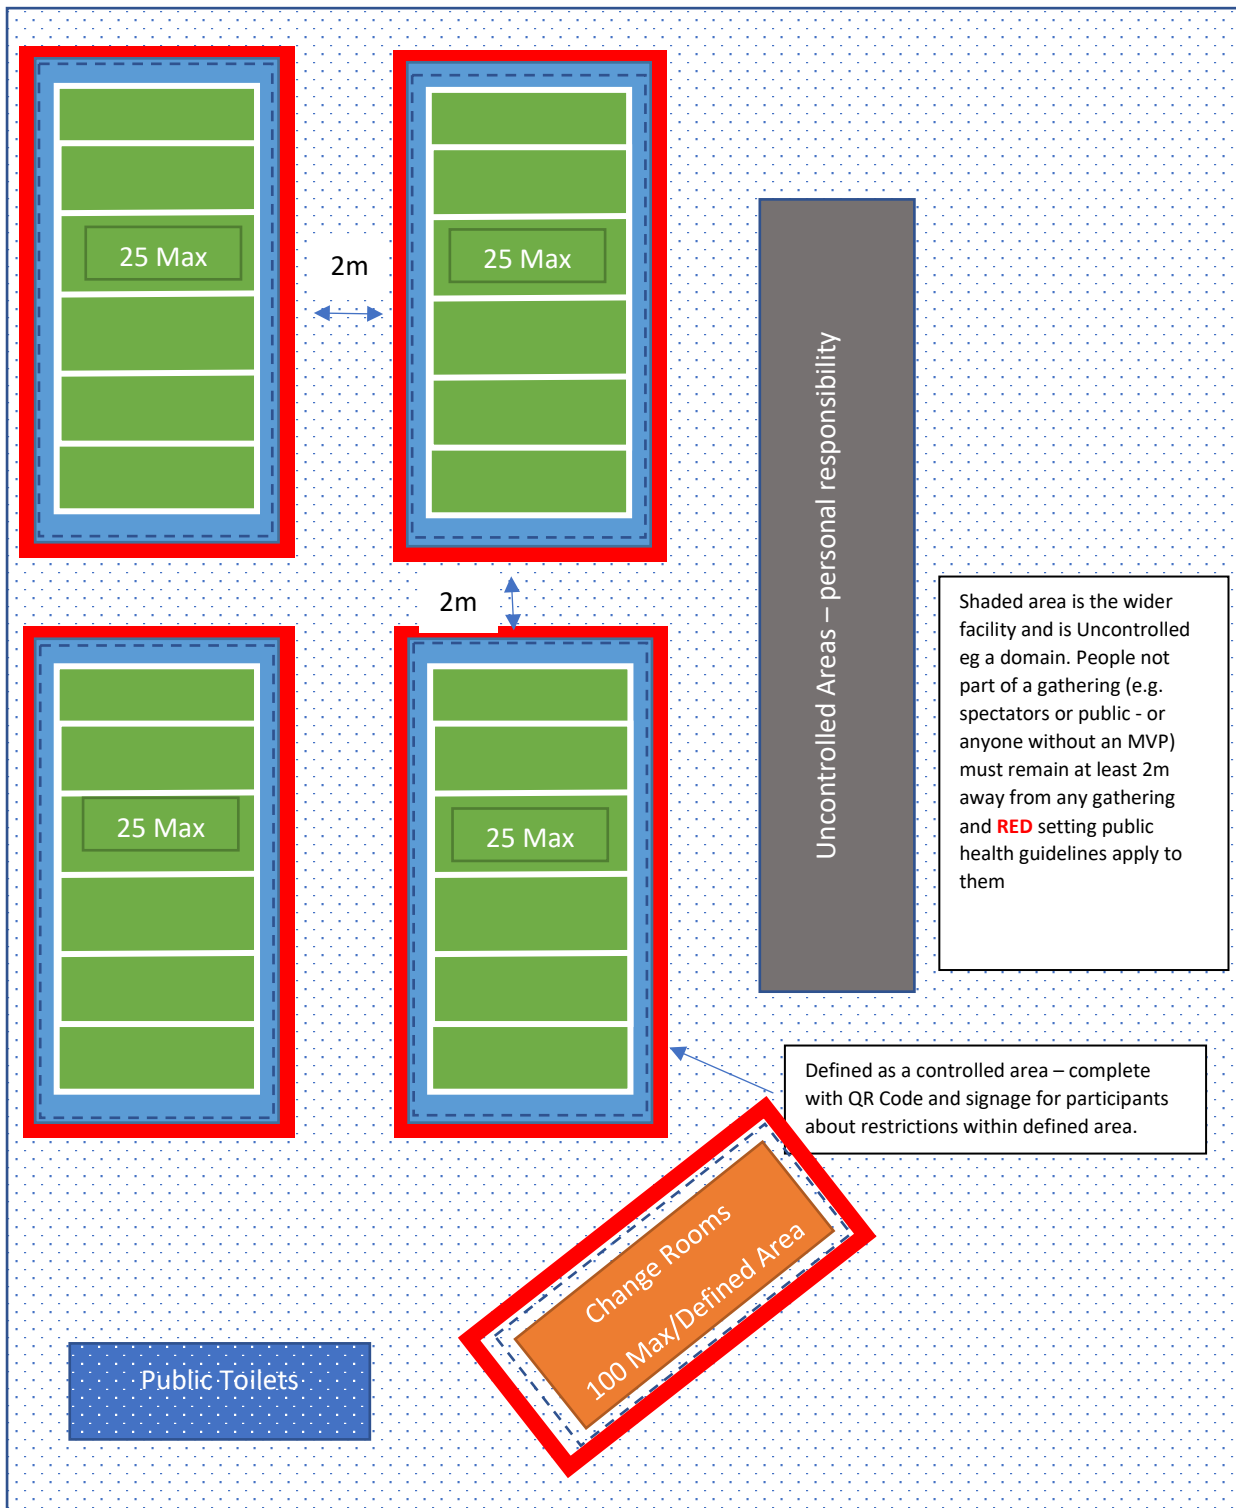 25 Max
25 Max
2m
2m
25 Max
25 Max
Uncontrolled Areas – personal responsibility
Shaded area is the wider
facility and is Uncontrolled
eg a domain. People not
part of a gathering (e.g.
spectators or public - or
anyone without an MVP)
must remain at least 2m
away from any gathering
and RED setting public
health guidelines apply to
them
Defined as a controlled area – complete
with QR Code and signage for participants
about restrictions within defined area.
Change Rooms
100 Max/Defined Area
Public Toilets